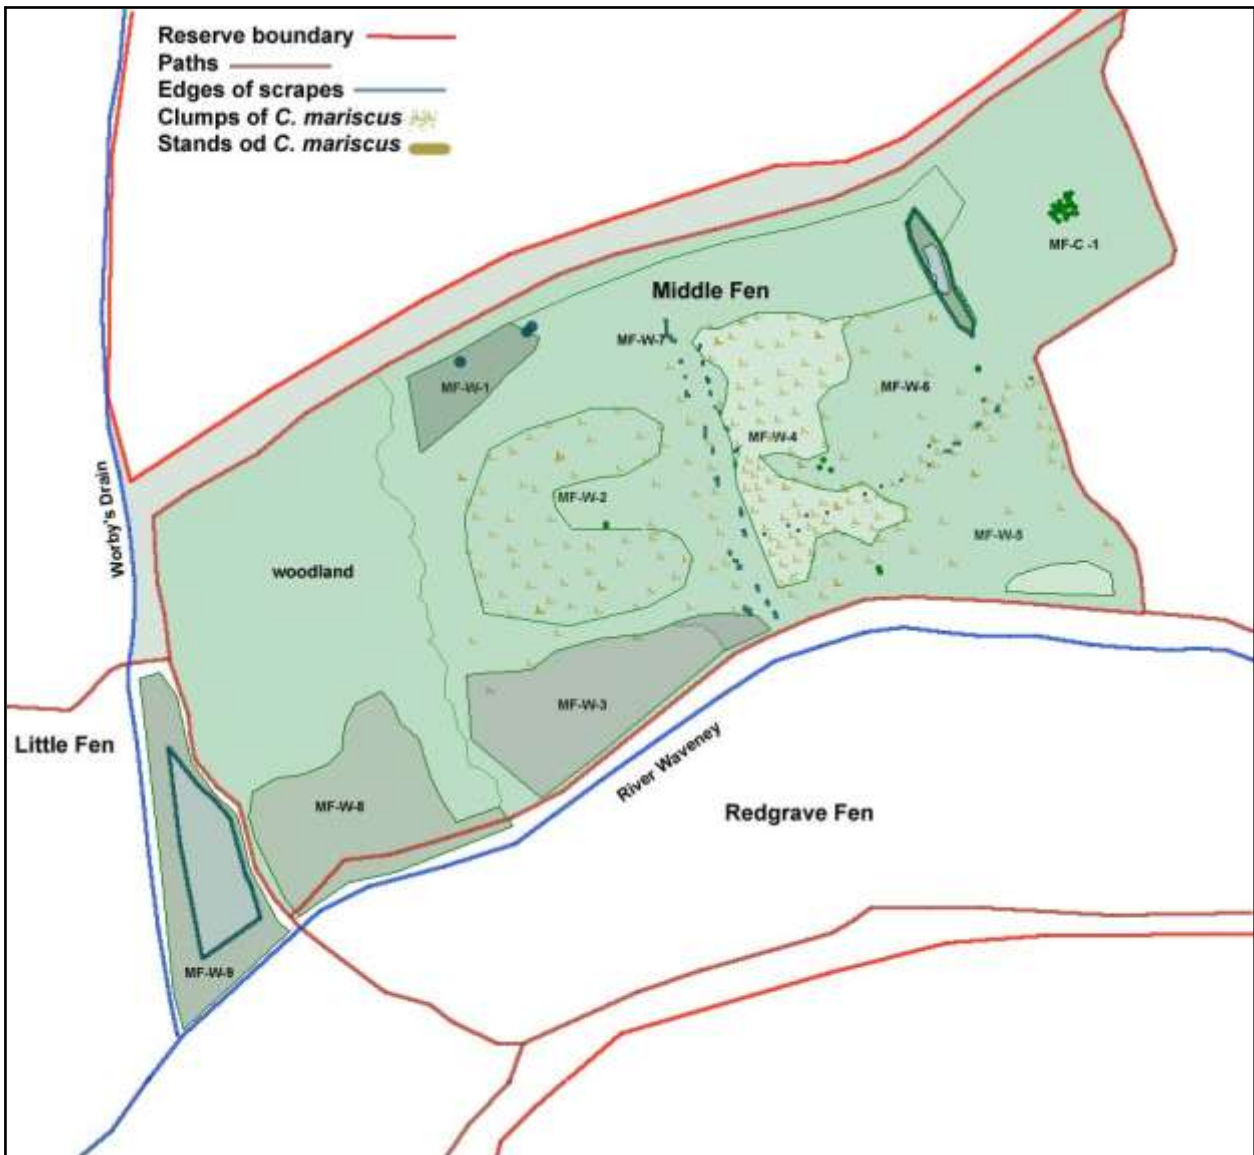 Reserve boundary
Paths
Edges of scrapes
Clumps of C. mariscus
Stands od C. mariscus
MF-C -1
Middle Fen
MF-W-7
MF-W-1
MF-W-6
MF-W-4
MF-W-2
Worby's Drain
MF-W-5
woodland
MF-W-3
Little Fen
River Waveney
MF-W-8
Redgrave Fen
MF-W-9